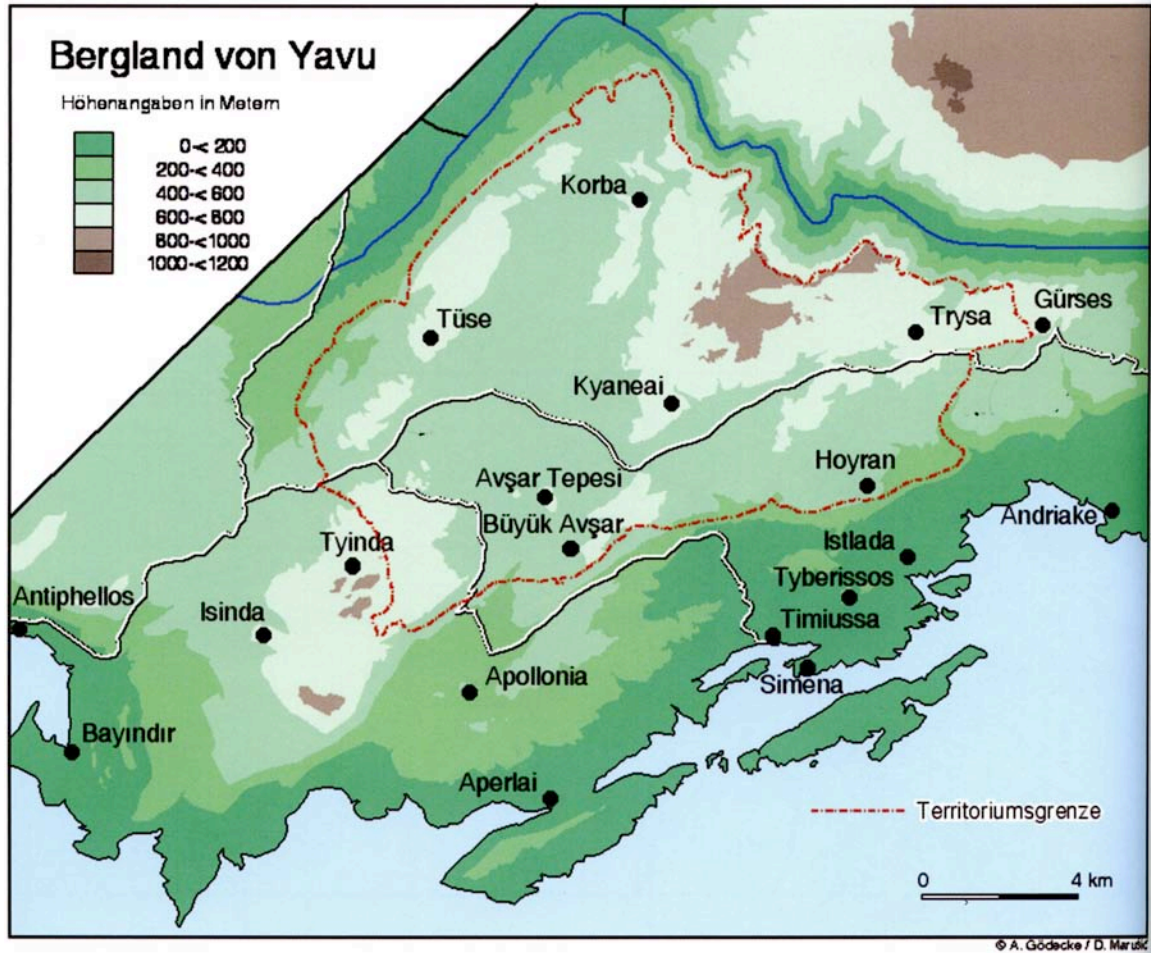 Bergland von Yavu
Höhenangaben in Metern
0-< 200
200-< 400
400-< 600
600-< 800
800-< 1000
1000-< 1200
Korba
Tüse
Trysa
Gürses
Kyaneai
Avşar Tepesi
Hoyran
Büyük Avşar
Andriake
Tyinda
Istlada
Tyberissos
Antiphellos
Isinda
Timiussa
Simena
Apollonia
Bayındır
Aperlai
Territoriumsgrenze
0 4 km
© A. Gödecke / D. Marušić